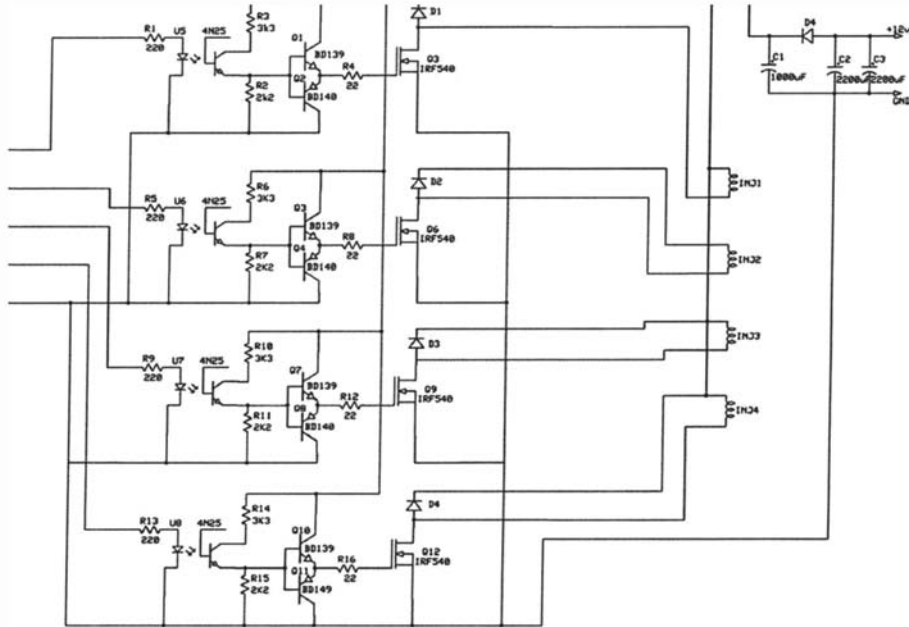 R3
3k3
D1
R1
220
U5
4N25
Q1
BD139
Q2
BD140
R2
2k2
R4
22
Q3
IRF540
D4
+12v
C1
1000uF
C2
2200uF
C3
2200uF
GND
R5
220
U6
4N25
R6
3K3
Q3
BD139
Q4
BD140
R7
2K2
R8
22
D2
Q6
IRF540
INJ1
INJ2
R9
220
U7
4N25
R10
3K3
Q7
BD139
Q8
BD140
R11
2K2
R12
22
D3
Q9
IRF540
INJ3
INJ4
R13
220
U8
4N25
R14
3K3
Q10
BD139
Q11
BD149
R15
2K2
R16
22
D4
Q12
IRF540